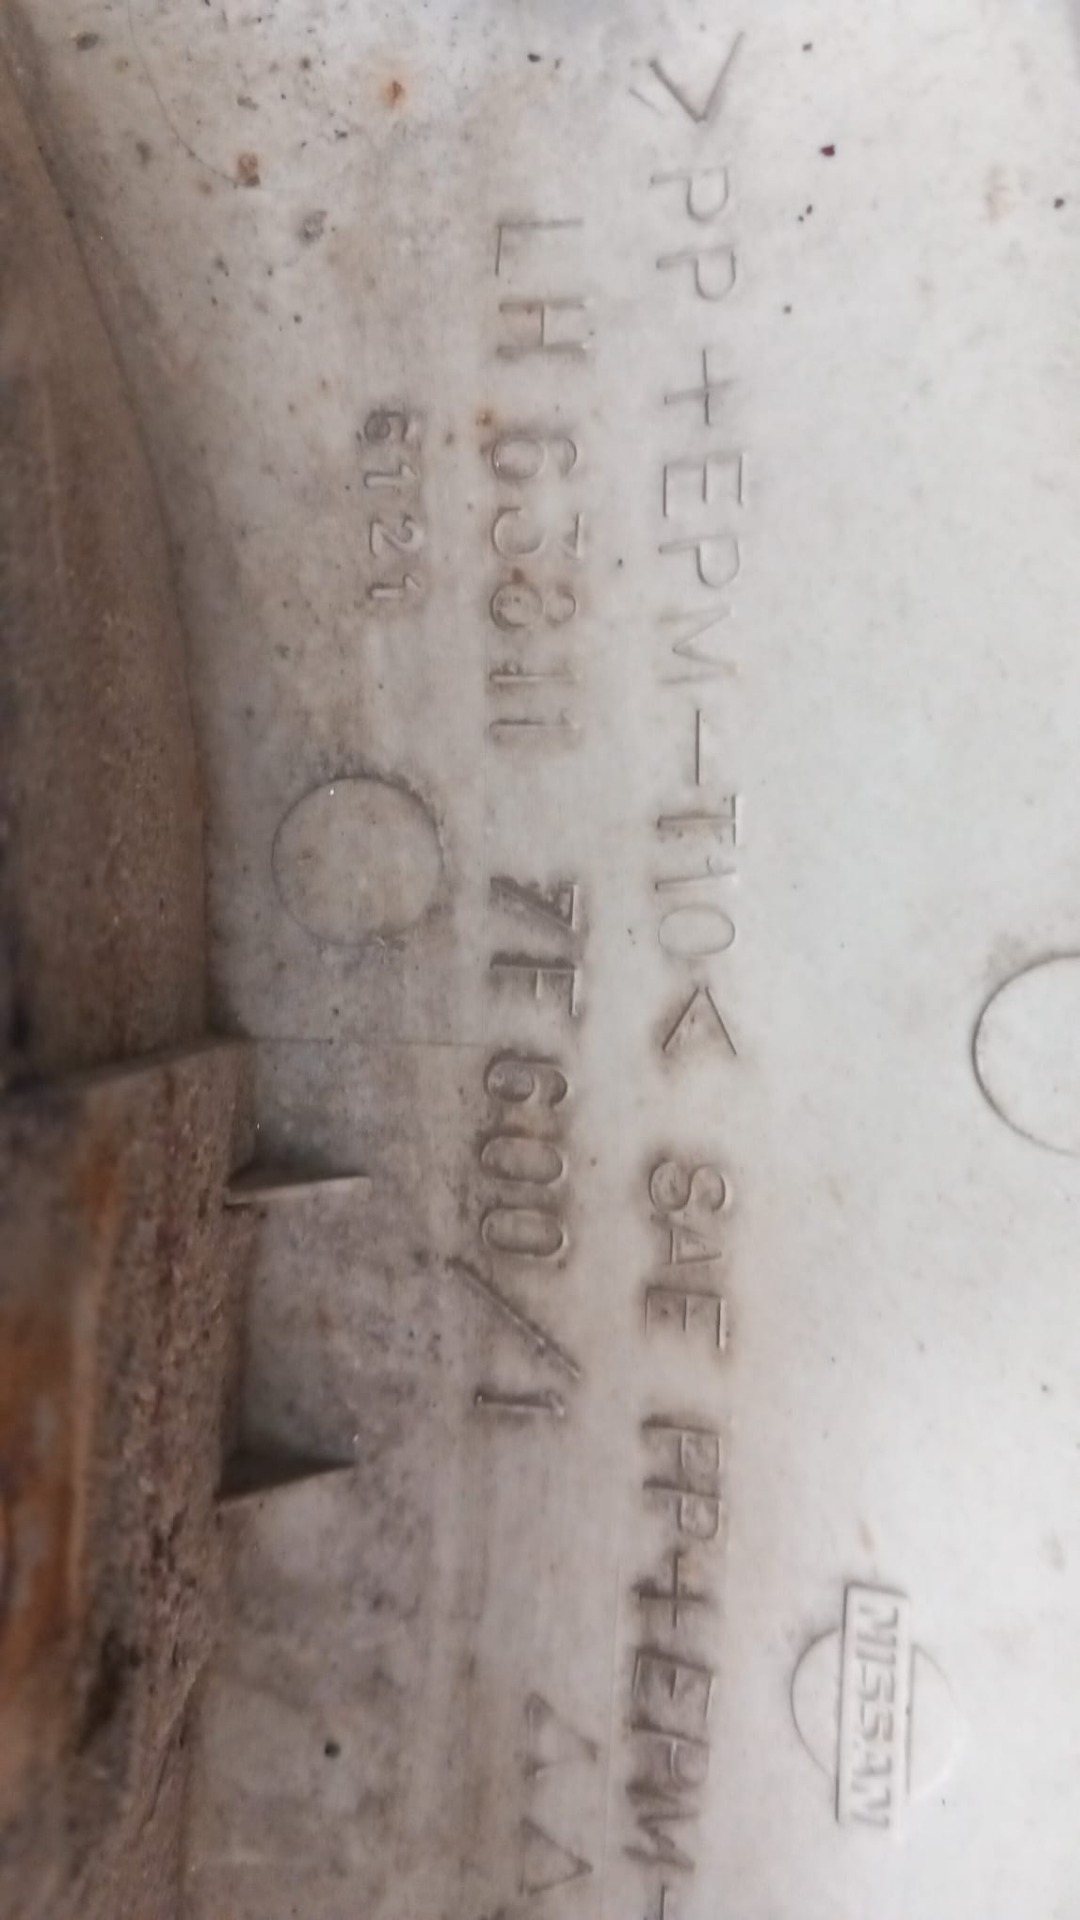 NISSAN
>PP+EPM-T10< SAE PP+EPM-
LH 63811 7F600/1
6121